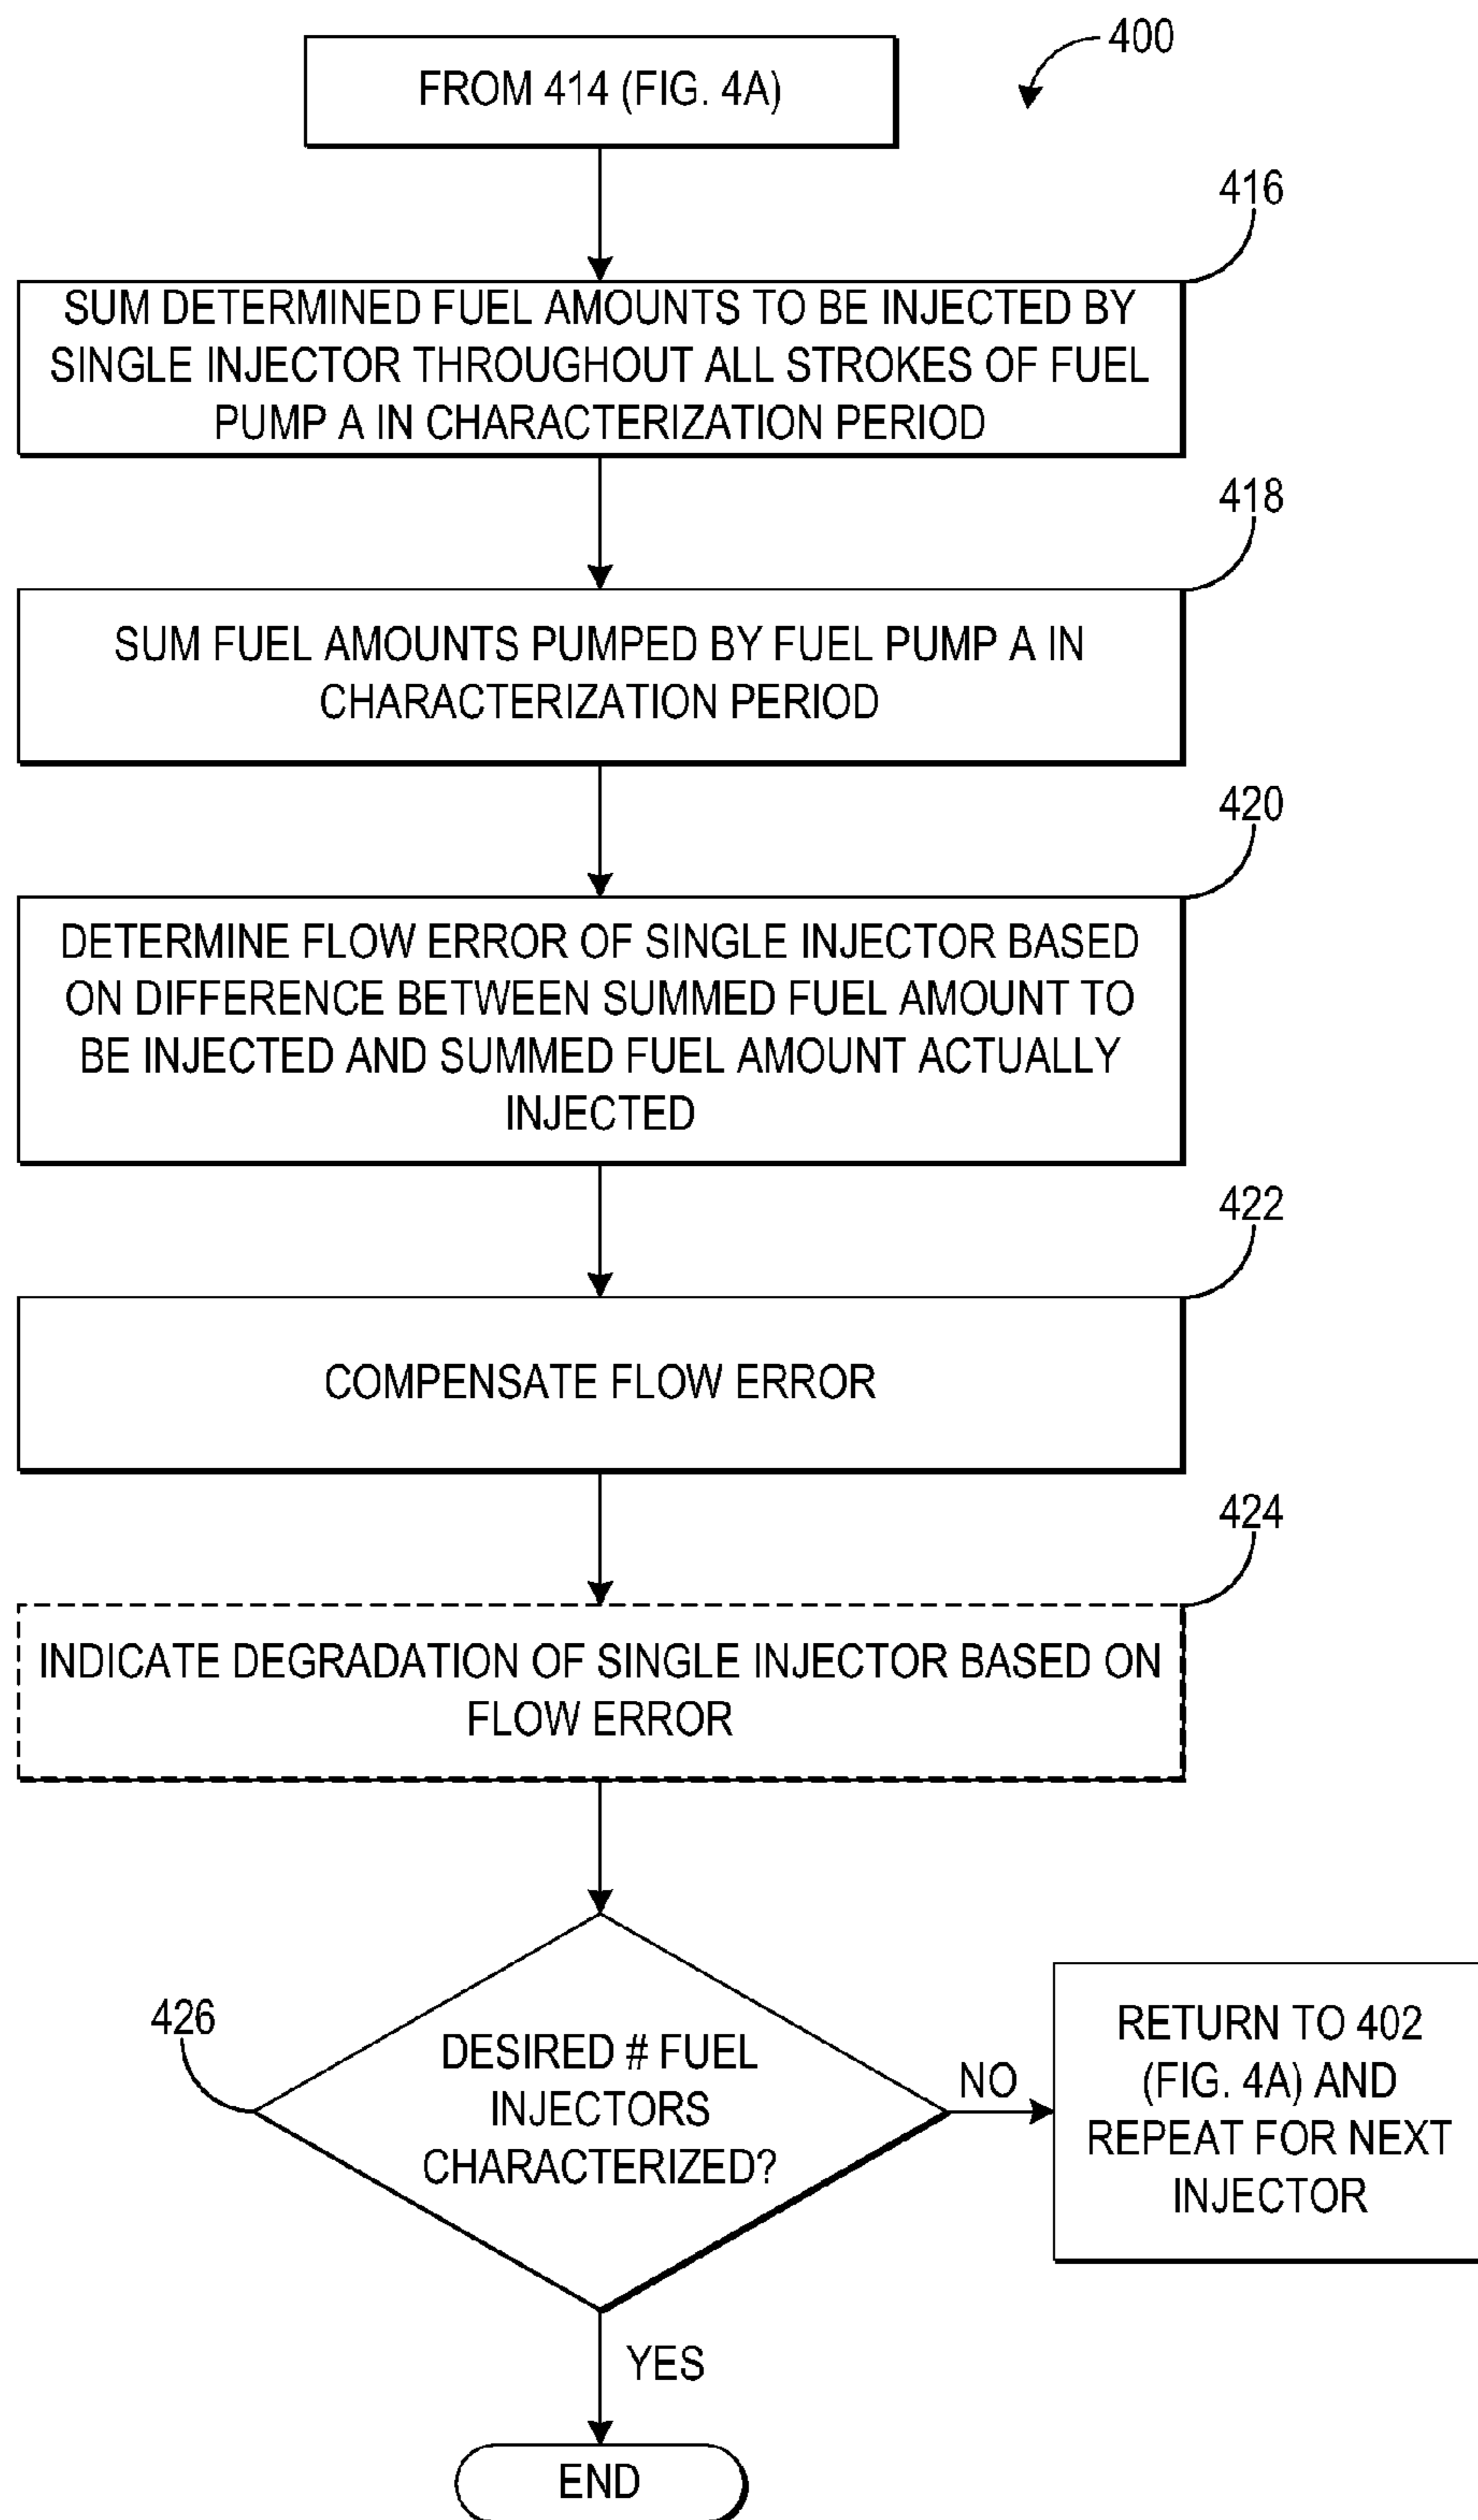 400
FROM 414 (FIG. 4A)
416
SUM DETERMINED FUEL AMOUNTS TO BE INJECTED BY
SINGLE INJECTOR THROUGHOUT ALL STROKES OF FUEL
PUMP A IN CHARACTERIZATION PERIOD
418
SUM FUEL AMOUNTS PUMPED BY FUEL PUMP A IN
CHARACTERIZATION PERIOD
420
DETERMINE FLOW ERROR OF SINGLE INJECTOR BASED
ON DIFFERENCE BETWEEN SUMMED FUEL AMOUNT TO
BE INJECTED AND SUMMED FUEL AMOUNT ACTUALLY
INJECTED
422
COMPENSATE FLOW ERROR
424
INDICATE DEGRADATION OF SINGLE INJECTOR BASED ON
FLOW ERROR
426
DESIRED # FUEL
INJECTORS
CHARACTERIZED?
NO
RETURN TO 402
(FIG. 4A) AND
REPEAT FOR NEXT
INJECTOR
YES
END